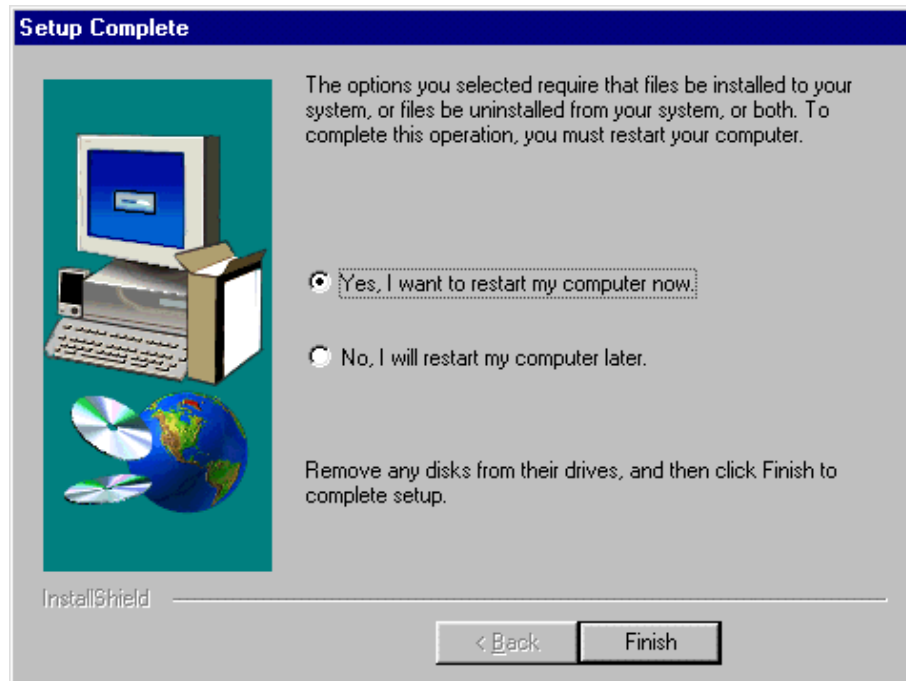 Setup Complete
The options you selected require that files be installed to your
system, or files be uninstalled from your system, or both. To
complete this operation, you must restart your computer.
Yes, I want to restart my computer now.
No, I will restart my computer later.
Remove any disks from their drives, and then click Finish to
complete setup.
InstallShield
< Back
Finish